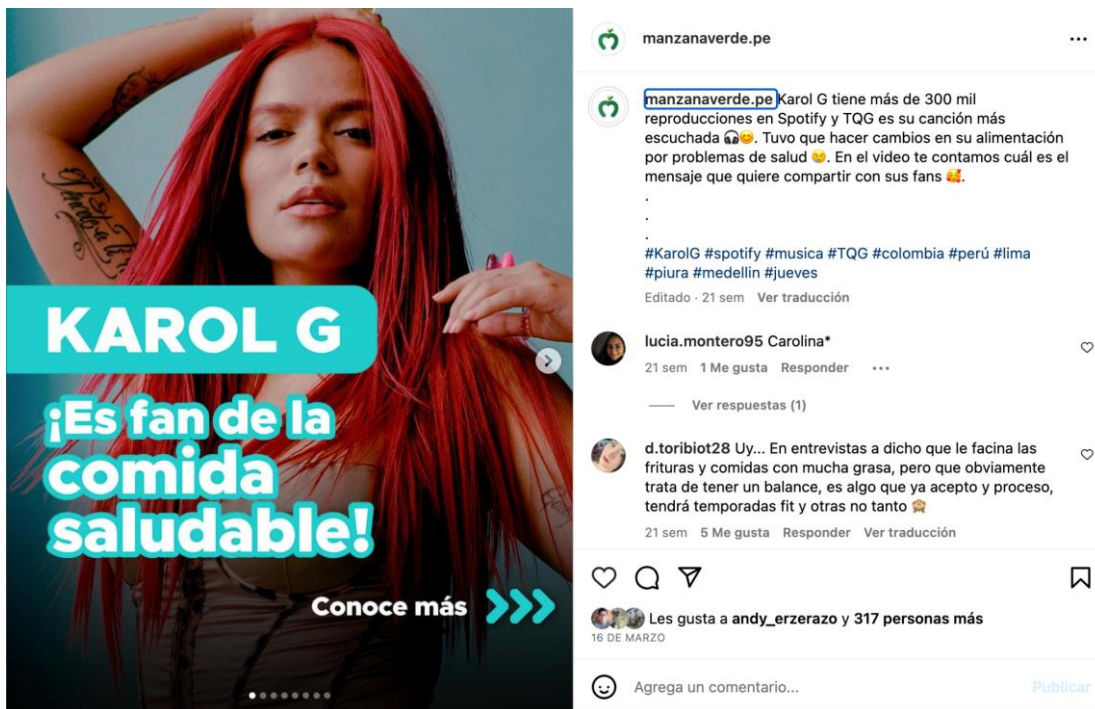 KAROL G
¡Es fan de la
comida
saludable!
Conoce más
manzanaverde.pe
manzanaverde.pe Karol G tiene más de 300 mil
reproducciones en Spotify y TQG es su canción más
escuchada 🎧😊. Tuvo que hacer cambios en su alimentación
por problemas de salud 😢. En el video te contamos cuál es el
mensaje que quiere compartir con sus fans 🥰.
.
.
.
#KarolG #spotify #musica #TQG #colombia #perú #lima
#piura #medellin #jueves
Editado · 21 sem Ver traducción
lucia.montero95 Carolina*
21 sem 1 Me gusta Responder ...
Ver respuestas (1)
d.toribiot28 Uy... En entrevistas a dicho que le facina las
frituras y comidas con mucha grasa, pero que obviamente
trata de tener un balance, es algo que ya acepto y proceso,
tendrá temporadas fit y otras no tanto 🙊
21 sem 5 Me gusta Responder Ver traducción
Les gusta a andy_erzerazo y 317 personas más
16 DE MARZO
Agrega un comentario...
Publicar